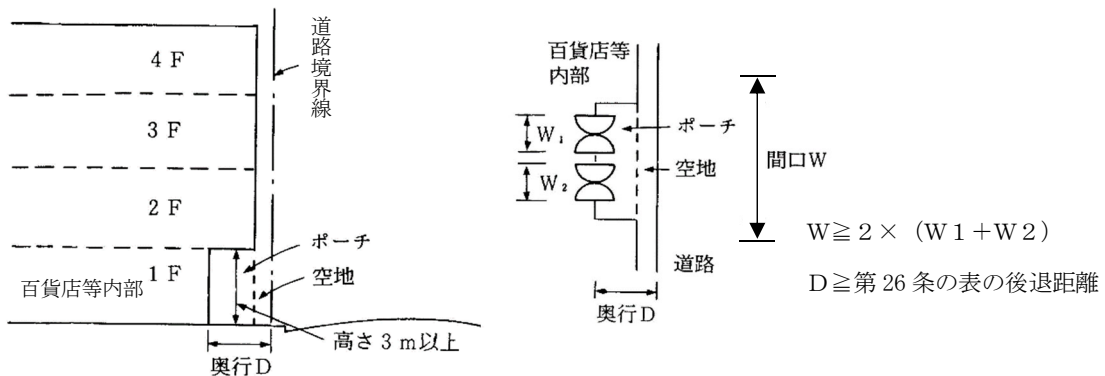 道路境界線
4F
3F
2F
ポーチ
1F
空地
百貨店等内部
高さ3m以上
奥行D
百貨店等
内部
ポーチ
W₁
空地
W₂
間口W
道路
奥行D
W≧2×（W1+W2）
D≧第26条の表の後退距離